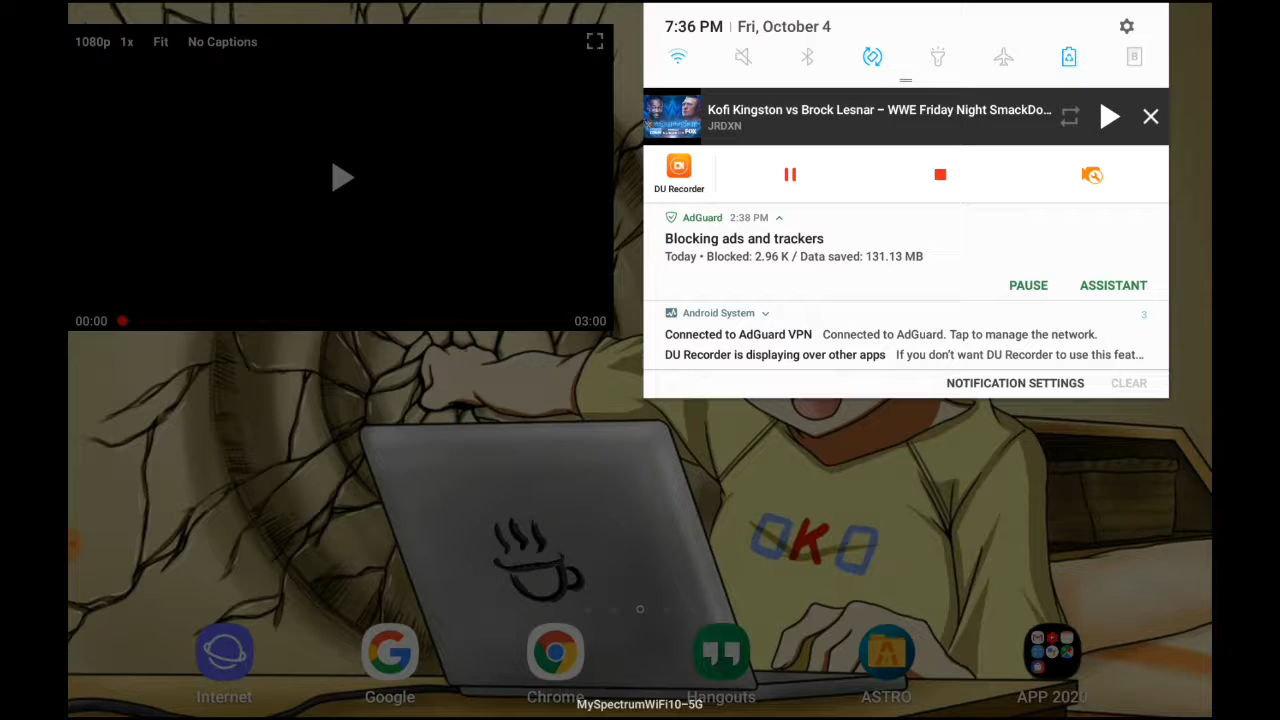 1080p 1x Fit No Captions
00:00 03:00
7:36 PM Fri, October 4
B
Kofi Kingston vs Brock Lesnar – WWE Friday Night SmackDo...
JRDXN
DU Recorder
AdGuard 2:38 PM
Blocking ads and trackers
Today • Blocked: 2.96 K / Data saved: 131.13 MB
PAUSE ASSISTANT
Android System 3
Connected to AdGuard VPN Connected to AdGuard. Tap to manage the network.
DU Recorder is displaying over other apps If you don't want DU Recorder to use this feat...
NOTIFICATION SETTINGS CLEAR
OKO
Internet Google Chrome Hangouts ASTRO APP 2020
MySpectrumWiFi10-5G